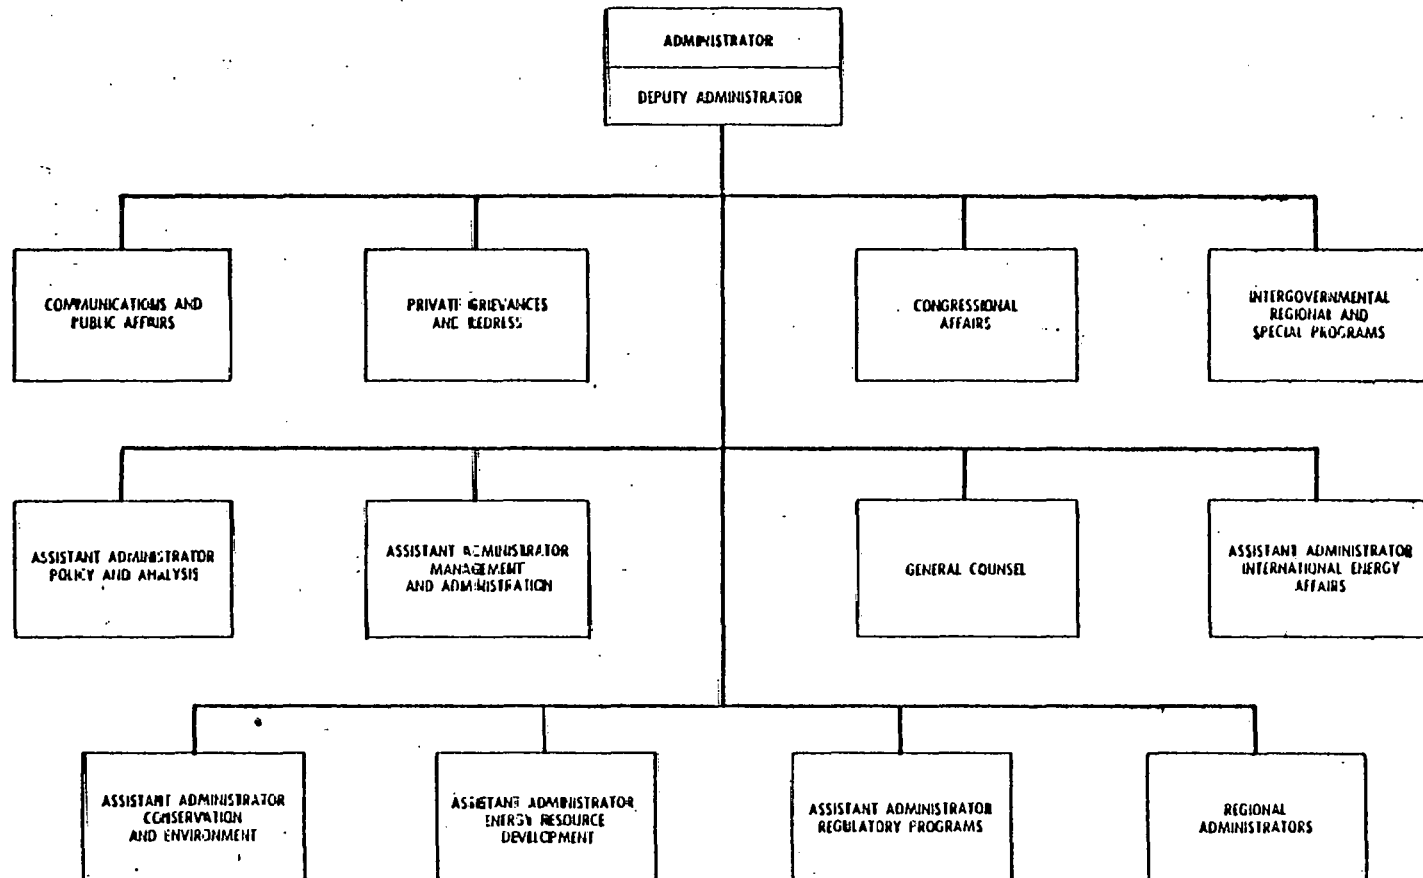 ADMINISTRATOR
DEPUTY ADMINISTRATOR
COMMUNICATIONS AND
PUBLIC AFFAIRS
PRIVATE GRIEVANCES
AND REDRESS
CONGRESSIONAL
AFFAIRS
INTERGOVERNMENTAL
REGIONAL AND
SPECIAL PROGRAMS
ASSISTANT ADMINISTRATOR
POLICY AND ANALYSIS
ASSISTANT ADMINISTRATOR
MANAGEMENT
AND ADMINISTRATION
GENERAL COUNSEL
ASSISTANT ADMINISTRATOR
INTERNATIONAL ENERGY
AFFAIRS
ASSISTANT ADMINISTRATOR
CONSERVATION
AND ENVIRONMENT
ASSISTANT ADMINISTRATOR
ENERGY RESOURCE
DEVELOPMENT
ASSISTANT ADMINISTRATOR
REGULATORY PROGRAMS
REGIONAL
ADMINISTRATORS